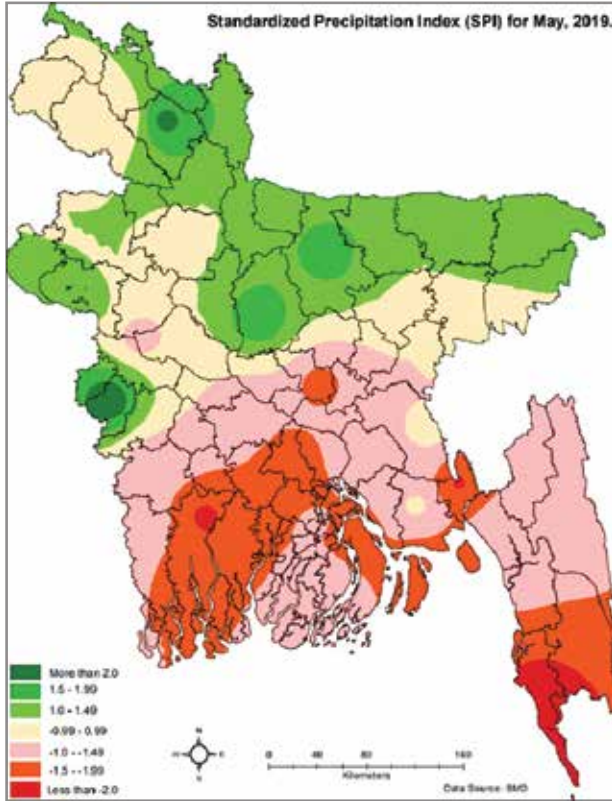 Standardized Precipitation Index (SPI) for May, 2019.
More than 2.0
1.5 - 1.99
1.0 - 1.49
-0.99 - 0.99
-1.0 - -1.49
-1.5 - -1.99
Less than -2.0
N
W
E
S
0
40
80
160
Kilometers
Data Source: BMD